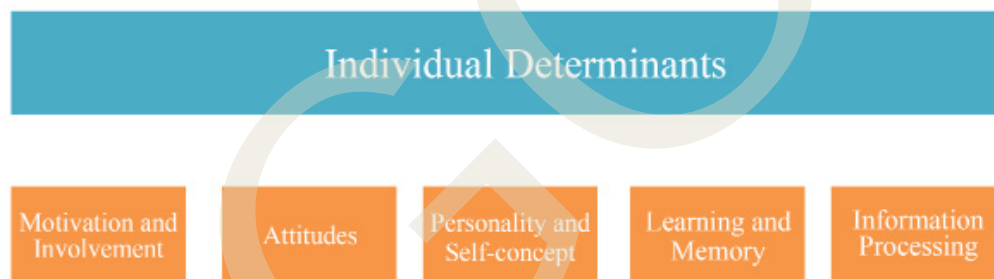 Individual Determinants
Motivation and
Involvement
Attitudes
Personality and
Self-concept
Learning and
Memory
Information
Processing